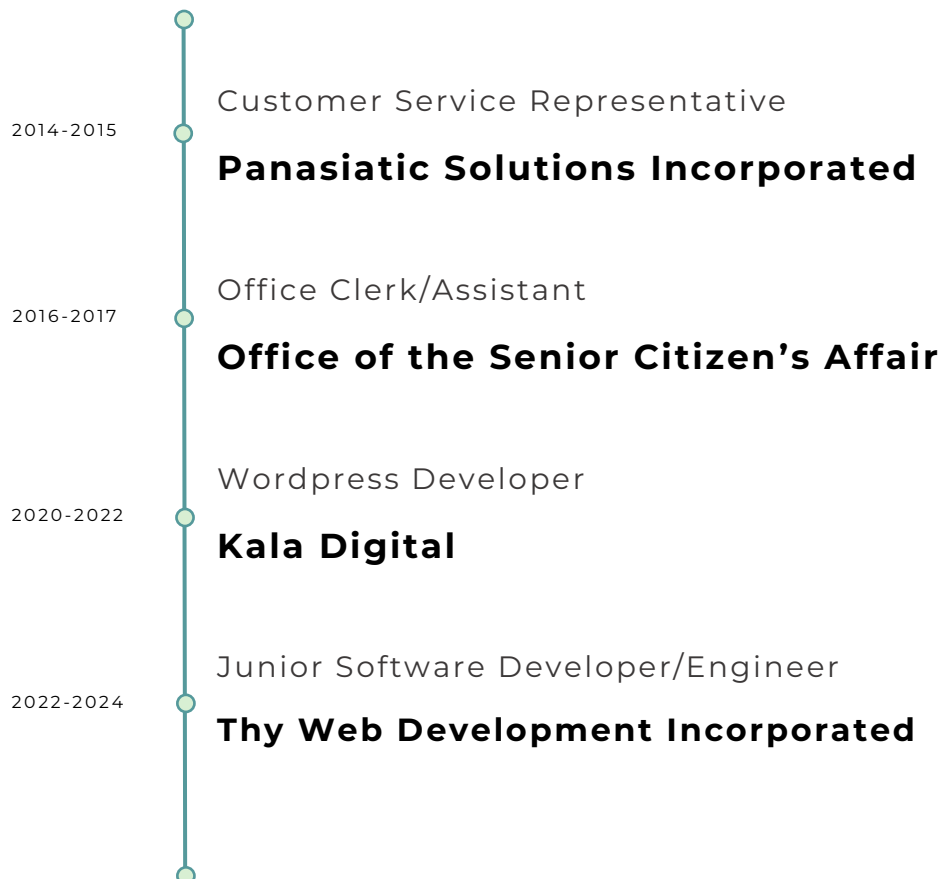 Customer Service Representative
2014-2015
Panasiatic Solutions Incorporated
Office Clerk/Assistant
2016-2017
Office of the Senior Citizen’s Affair
Wordpress Developer
2020-2022
Kala Digital
Junior Software Developer/Engineer
2022-2024
Thy Web Development Incorporated